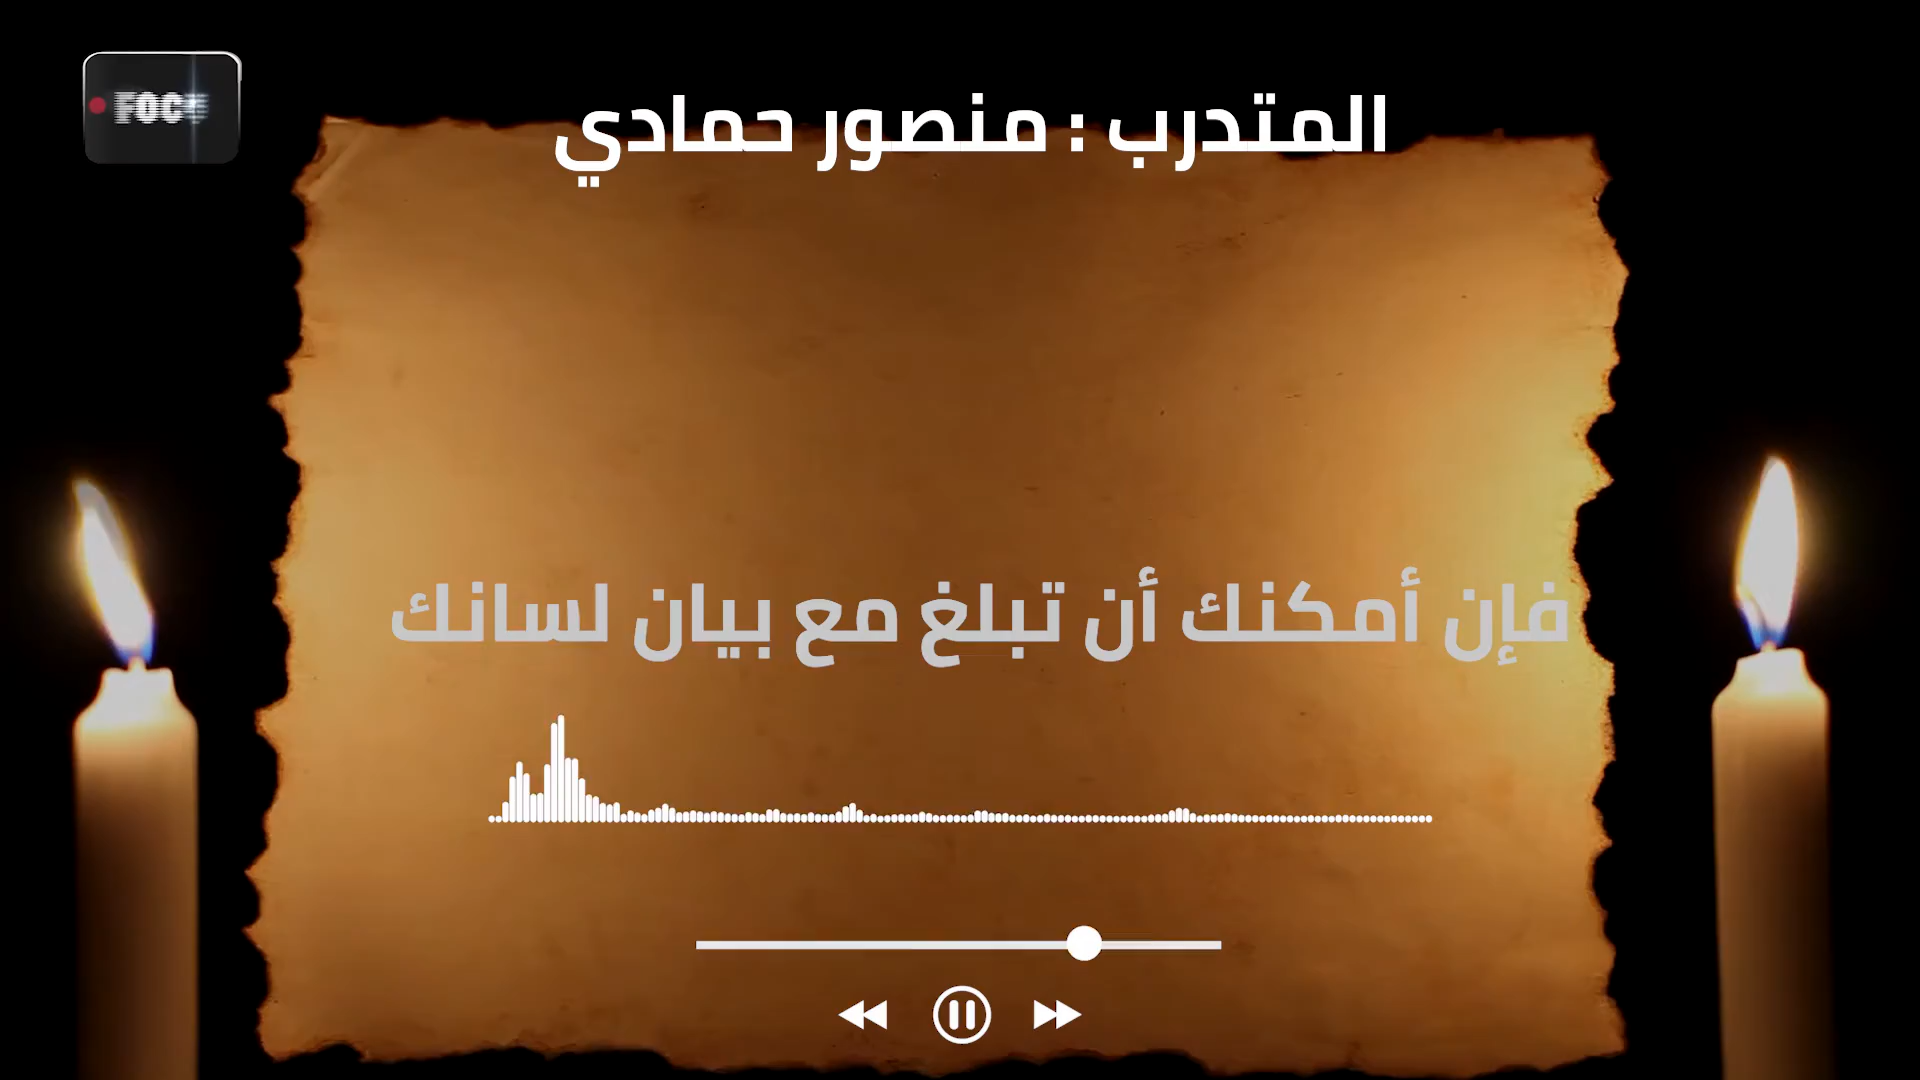 المتدرب : منصور حمادي
فإن أمكنك أن تبلغ مع بيان لسانك